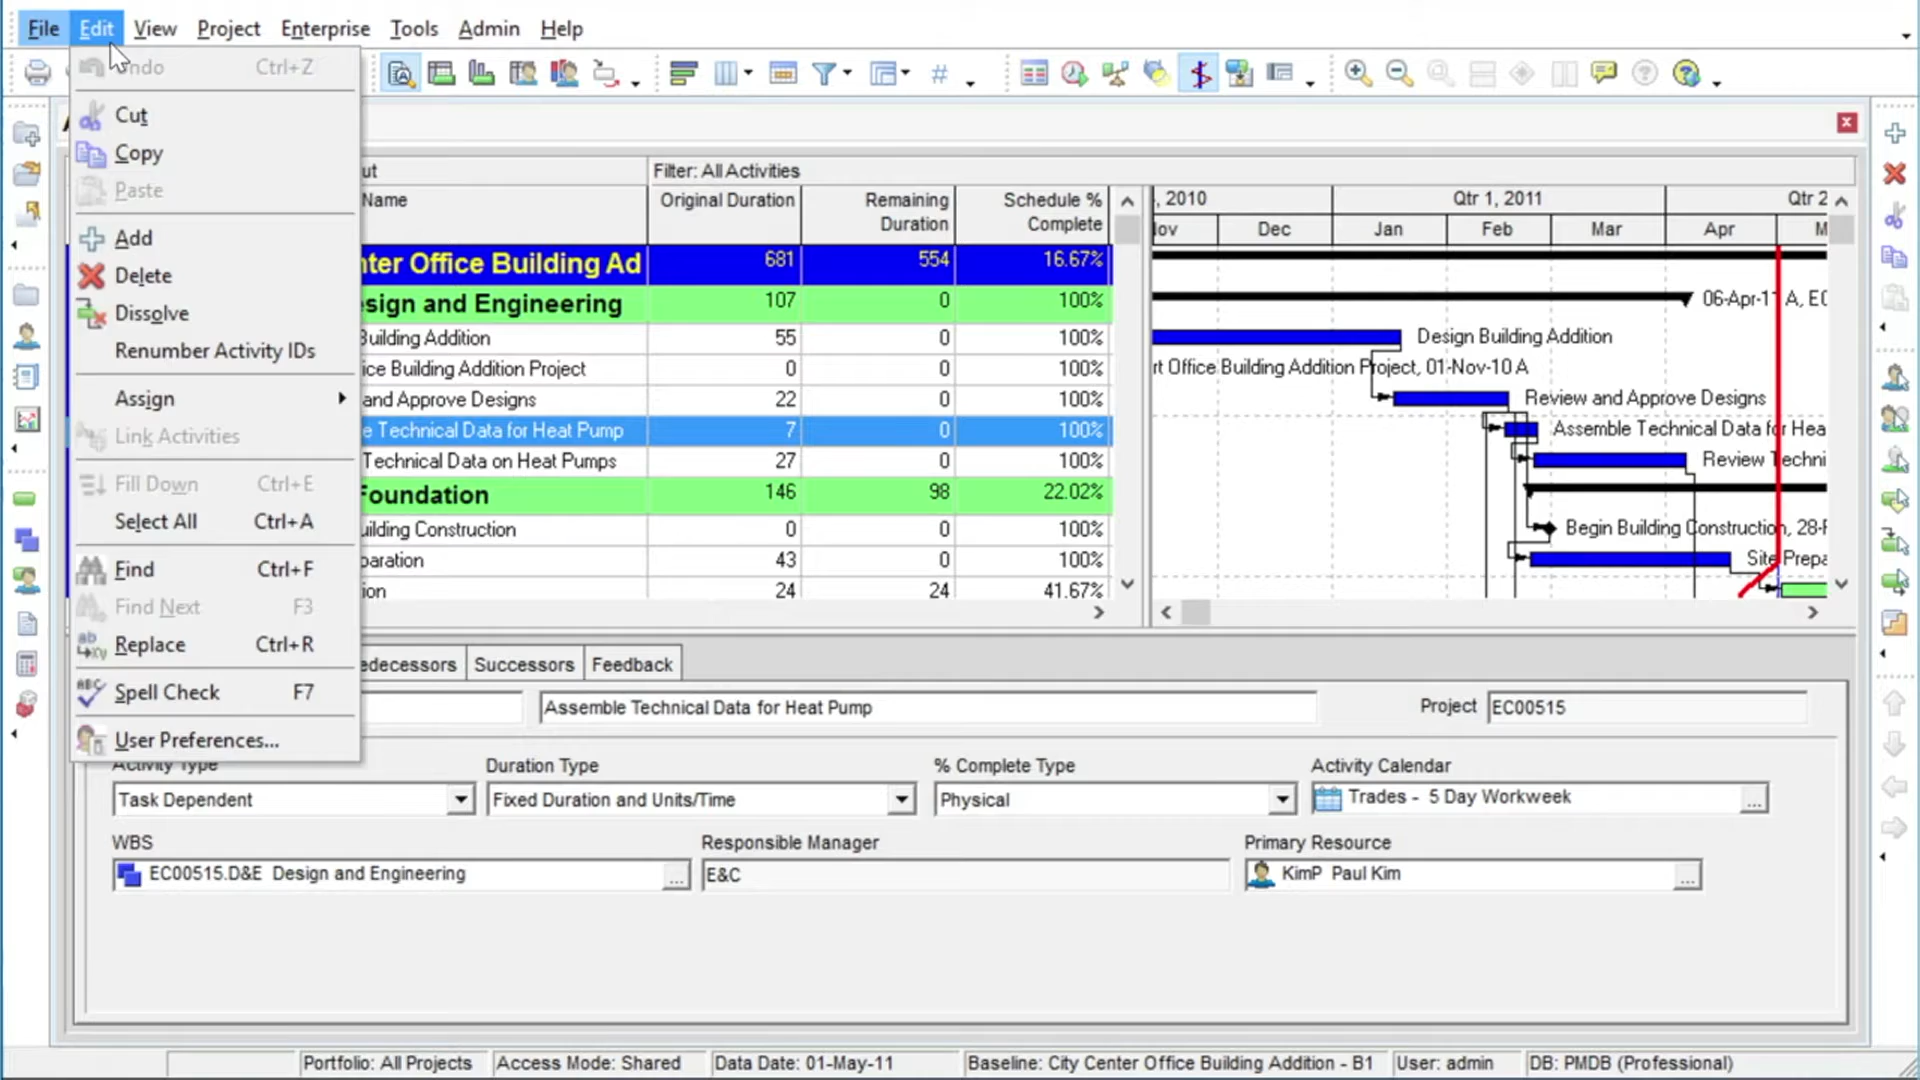 File Edit View Project Enterprise Tools Admin Help
Undo Ctrl+Z
Cut
Copy
Paste
Add
Delete
Dissolve
Renumber Activity IDs
Assign
Link Activities
Fill Down Ctrl+E
Select All Ctrl+A
Find Ctrl+F
Find Next F3
Replace Ctrl+R
Spell Check F7
User Preferences...
ut Filter: All Activities
Name Original Duration Remaining Duration Schedule % Complete
, 2010 Qtr 1, 2011 Qtr 2
lov Dec Jan Feb Mar Apr M
nter Office Building Ad 681 554 16.67%
esign and Engineering 107 0 100% 06-Apr-11 A, EC
Building Addition 55 0 100% Design Building Addition
ice Building Addition Project 0 0 100% rt Office Building Addition Project, 01-Nov-10 A
and Approve Designs 22 0 100% Review and Approve Designs
e Technical Data for Heat Pump 7 0 100% Assemble Technical Data for Hea
Technical Data on Heat Pumps 27 0 100% Review Techni
Foundation 146 98 22.02%
uilding Construction 0 0 100% Begin Building Construction, 28-F
paration 43 0 100% Site Prepa
ion 24 24 41.67%
edecessors Successors Feedback
Assemble Technical Data for Heat Pump Project EC00515
Activity Type Duration Type % Complete Type Activity Calendar
Task Dependent Fixed Duration and Units/Time Physical Trades - 5 Day Workweek ...
WBS Responsible Manager Primary Resource
EC00515.D&E Design and Engineering ... E&C KimP Paul Kim ...
Portfolio: All Projects Access Mode: Shared Data Date: 01-May-11 Baseline: City Center Office Building Addition - B1 User: admin DB: PMDB (Professional)